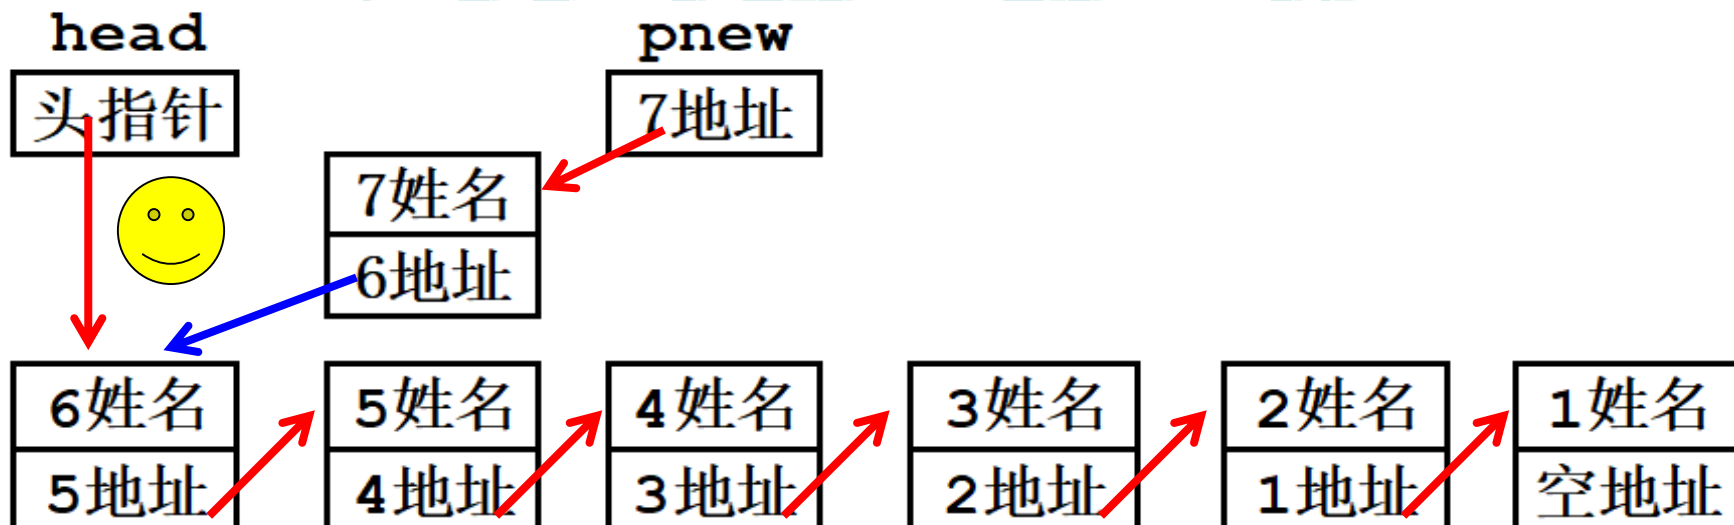 head pnew
头指针 7地址
7姓名
6地址
6姓名 5姓名 4姓名 3姓名 2姓名 1姓名
5地址 4地址 3地址 2地址 1地址 空地址